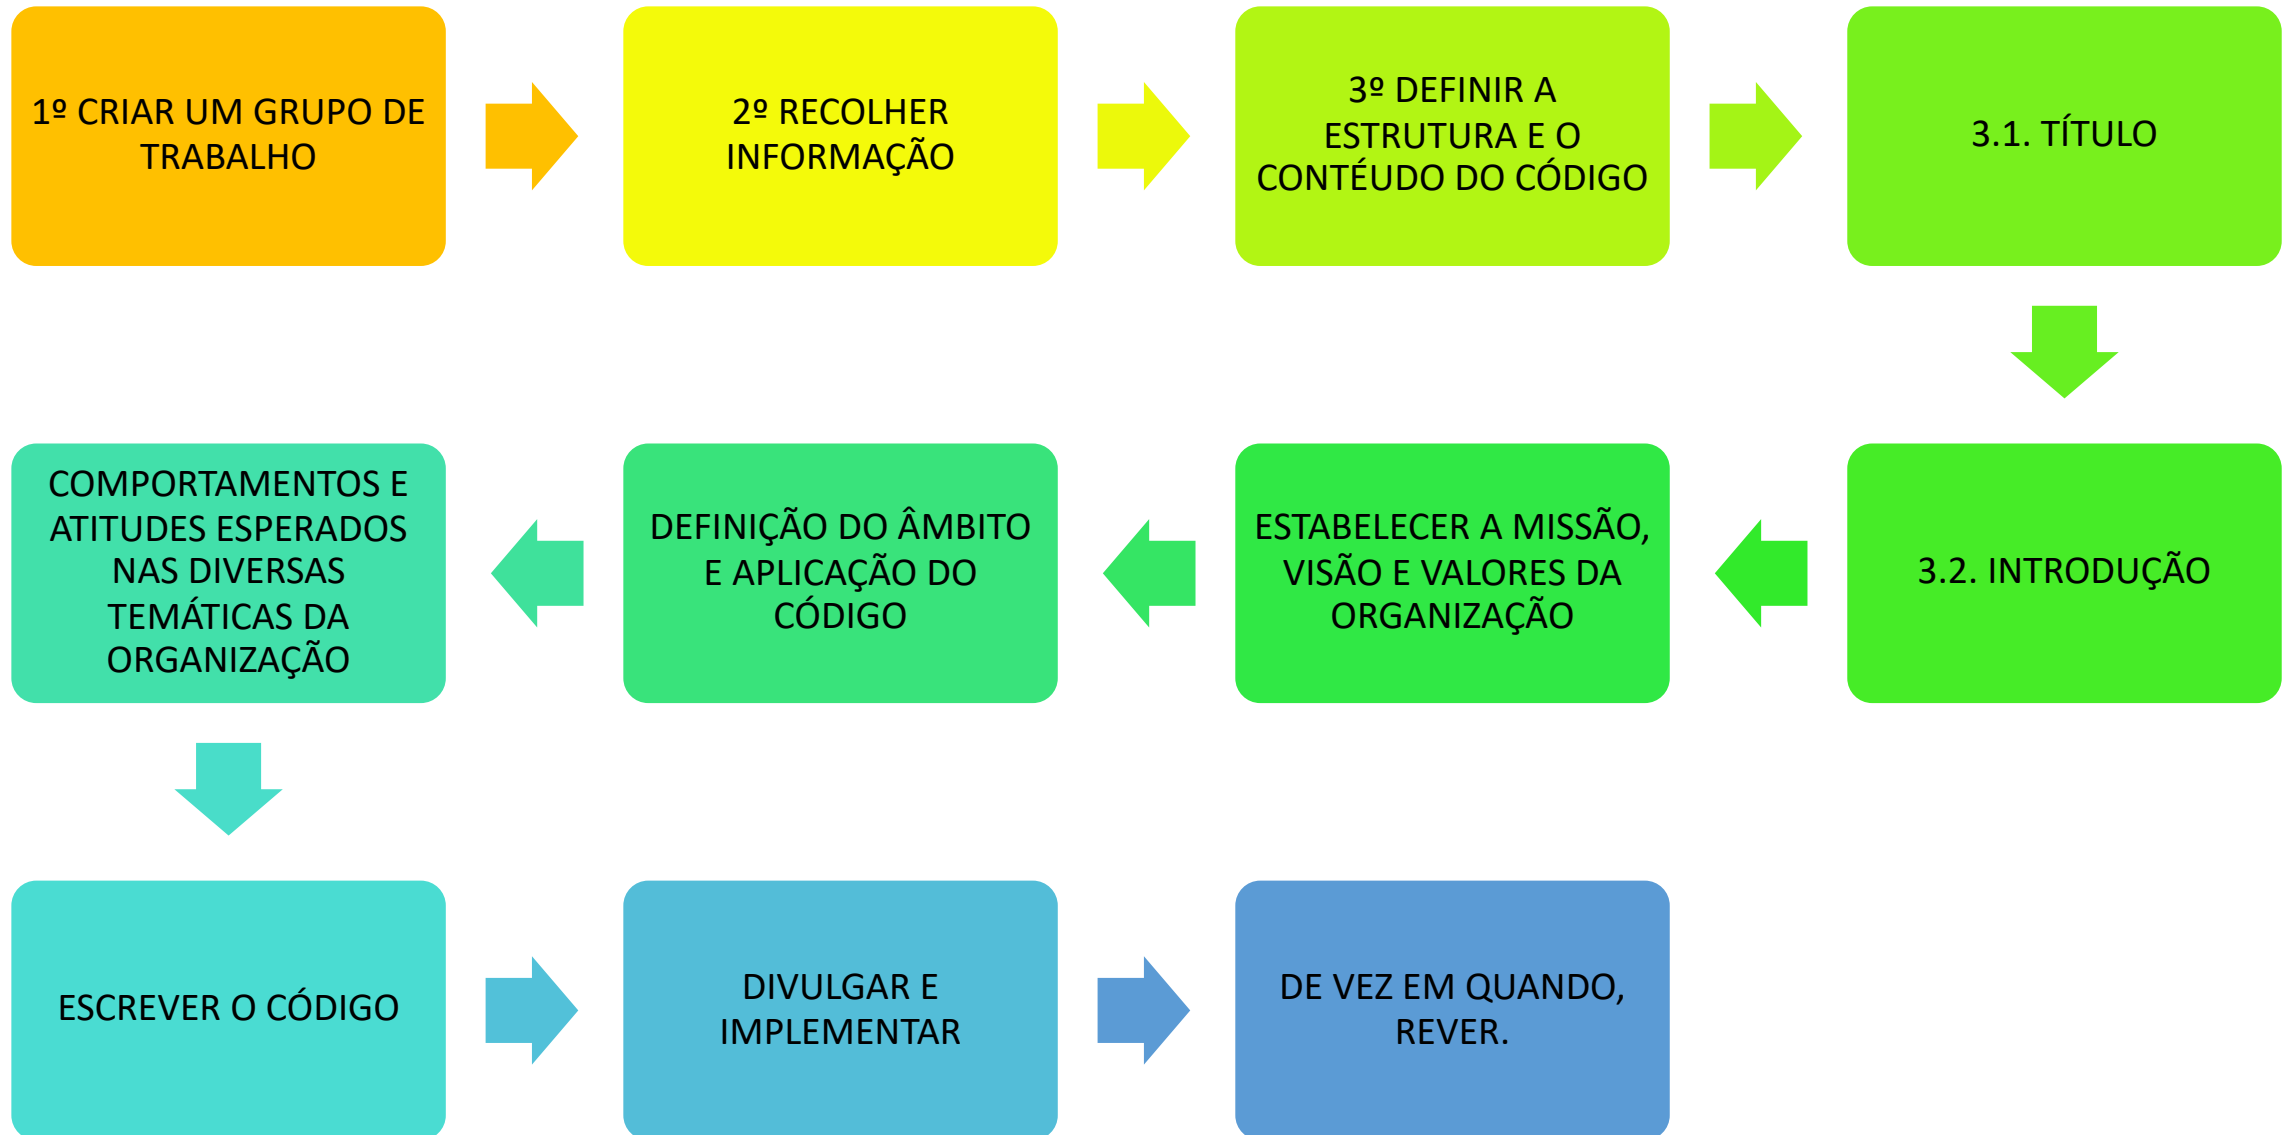 1º CRIAR UM GRUPO DE
TRABALHO
2º RECOLHER
INFORMAÇÃO
3º DEFINIR A
ESTRUTURA E O
CONTÉUDO DO CÓDIGO
3.1. TÍTULO
3.2. INTRODUÇÃO
ESTABELECER A MISSÃO,
VISÃO E VALORES DA
ORGANIZAÇÃO
DEFINIÇÃO DO ÂMBITO
E APLICAÇÃO DO
CÓDIGO
COMPORTAMENTOS E
ATITUDES ESPERADOS
NAS DIVERSAS
TEMÁTICAS DA
ORGANIZAÇÃO
ESCREVER O CÓDIGO
DIVULGAR E
IMPLEMENTAR
DE VEZ EM QUANDO,
REVER.